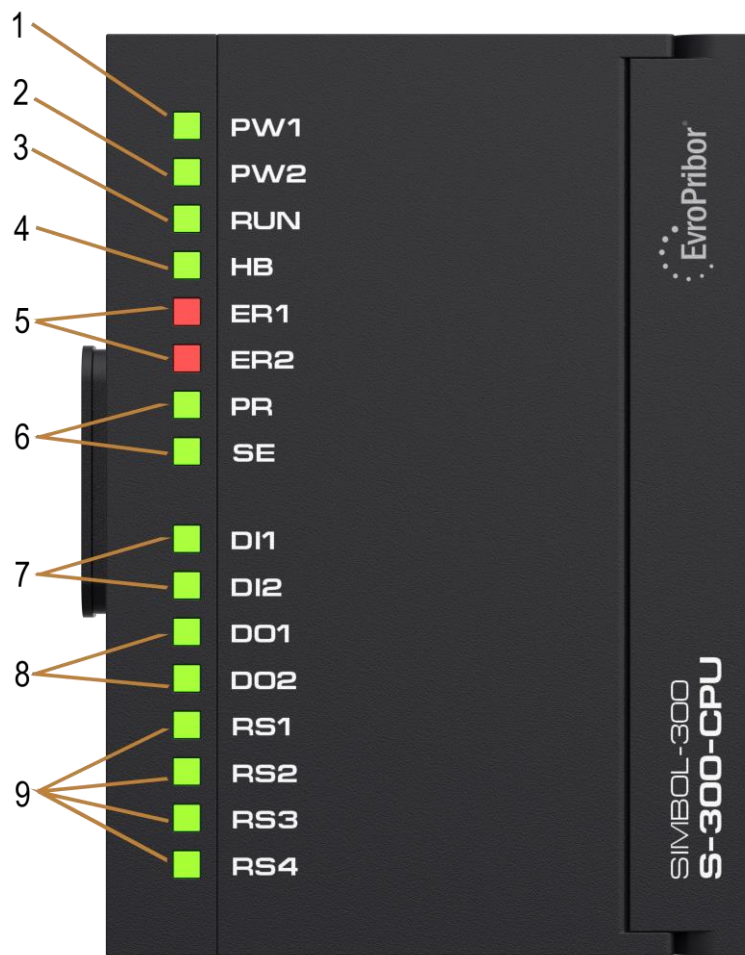 1
2
3
4
5
6
7
8
9
PW1
PW2
RUN
HB
ER1
ER2
PR
SE
DI1
DI2
DO1
DO2
RS1
RS2
RS3
RS4
EvroPribor®
SIMBOL-300
S-300-CPU